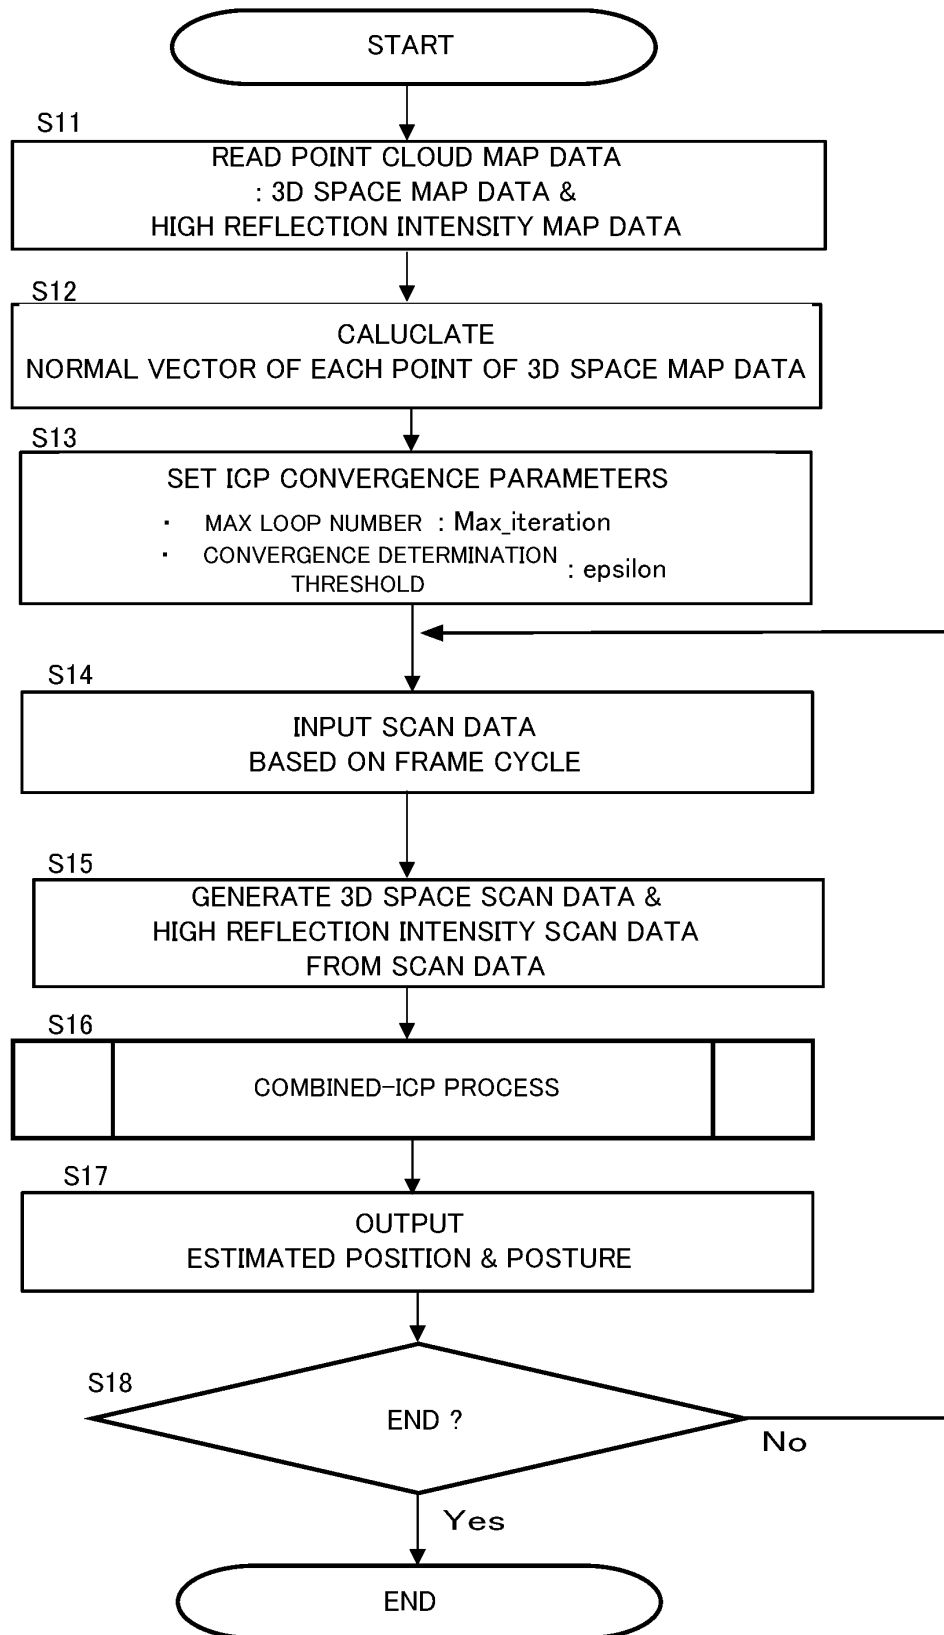 START
S11
READ POINT CLOUD MAP DATA
: 3D SPACE MAP DATA &
HIGH REFLECTION INTENSITY MAP DATA
S12
CALUCLATE
NORMAL VECTOR OF EACH POINT OF 3D SPACE MAP DATA
S13
SET ICP CONVERGENCE PARAMETERS
・ MAX LOOP NUMBER : Max_iteration
・ CONVERGENCE DETERMINATION
THRESHOLD : epsilon
S14
INPUT SCAN DATA
BASED ON FRAME CYCLE
S15
GENERATE 3D SPACE SCAN DATA &
HIGH REFLECTION INTENSITY SCAN DATA
FROM SCAN DATA
S16
COMBINED-ICP PROCESS
S17
OUTPUT
ESTIMATED POSITION & POSTURE
S18
END ?
No
Yes
END